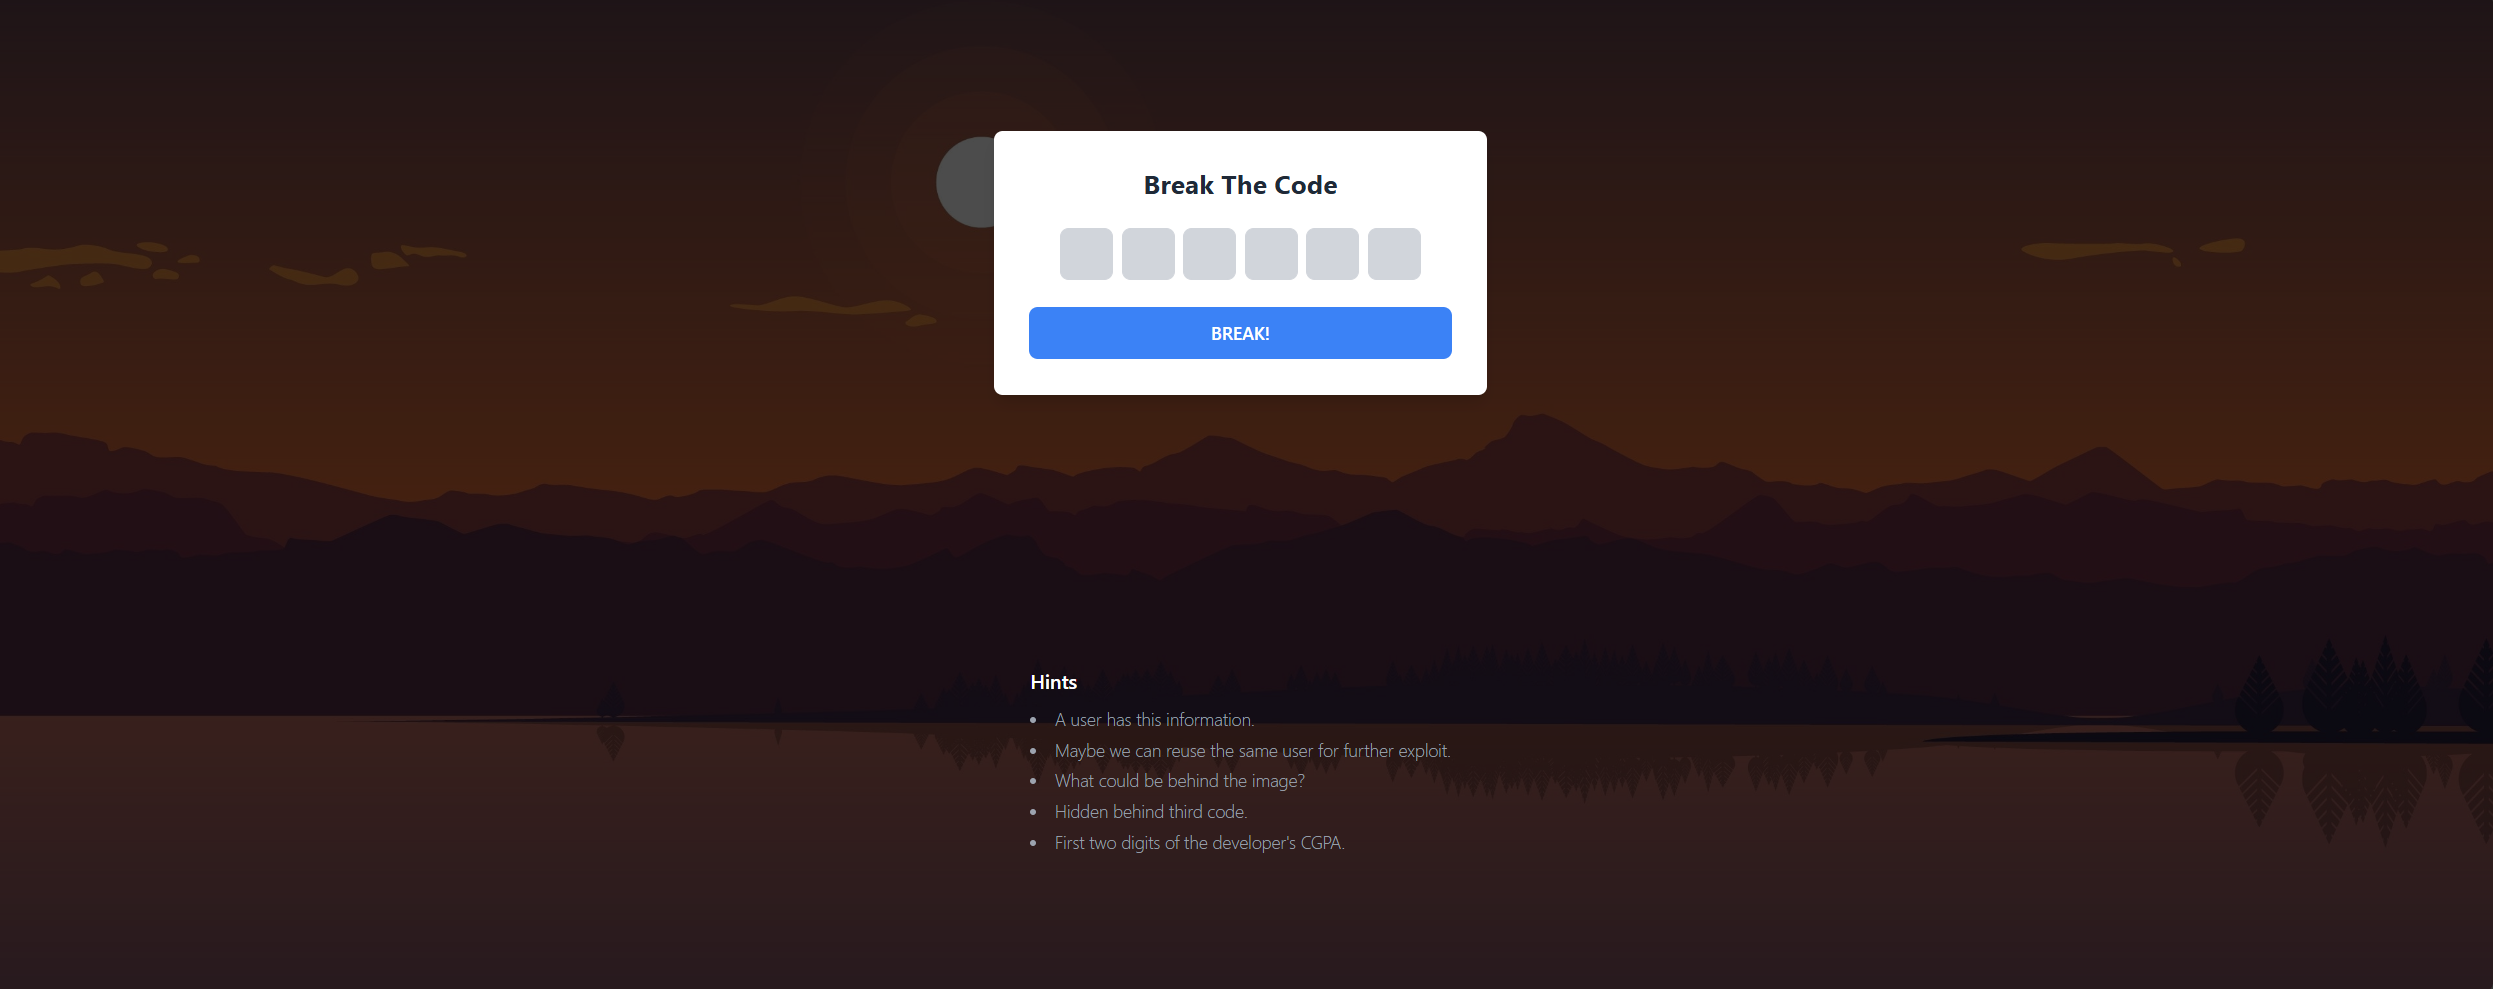 Break The Code
BREAK!
Hints
A user has this information.
Maybe we can reuse the same user for further exploit.
What could be behind the image?
Hidden behind third code.
First two digits of the developer's CGPA.